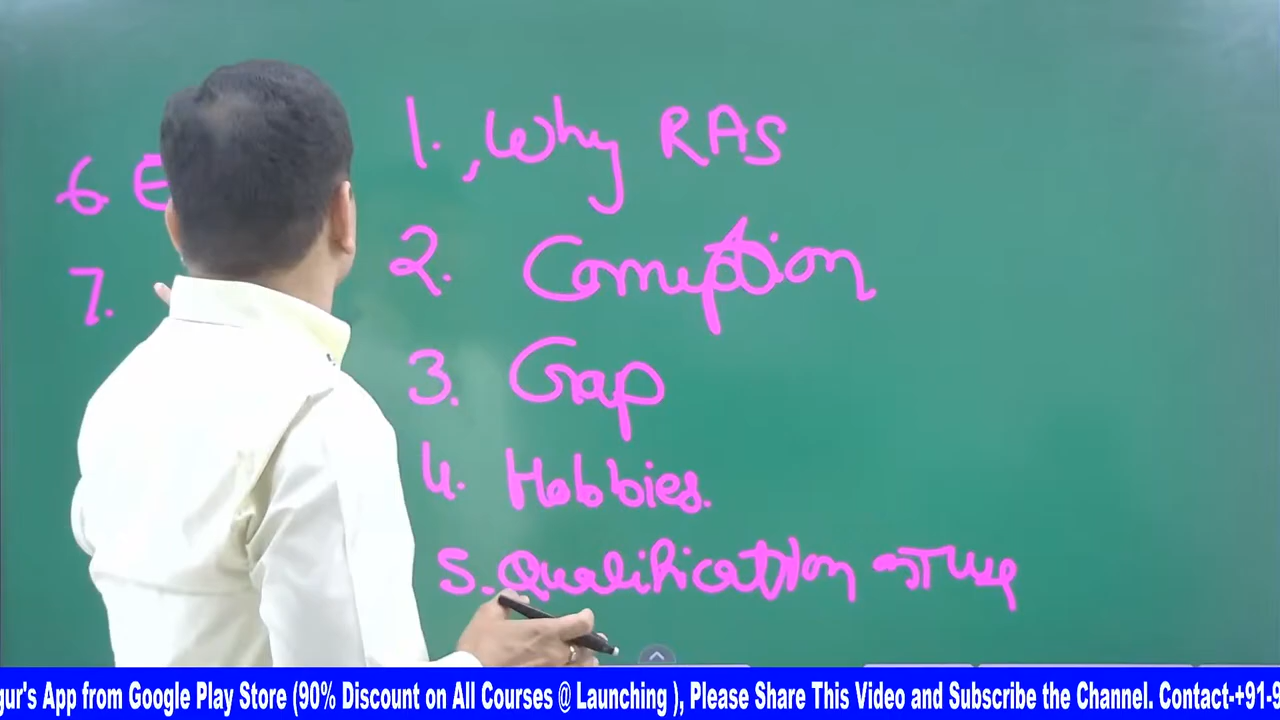 1. , Why RAS
2. Corruption
3. Gap
4. Hobbies.
5. Qualification का Use
6 E
7.
gur's App from Google Play Store (90% Discount on All Courses @ Launching ), Please Share This Video and Subscribe the Channel. Contact-+91-9